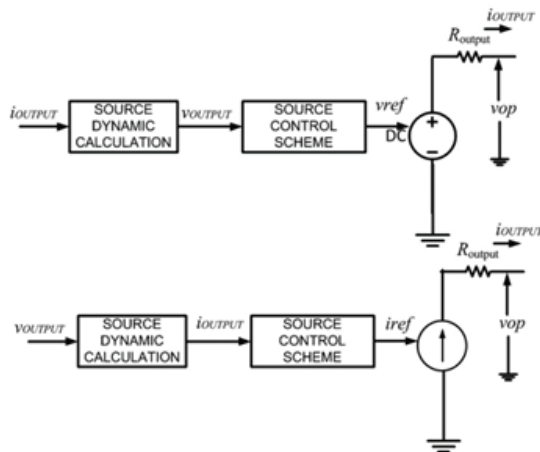 iOUTPUT
Routput
iOUTPUT
SOURCE
DYNAMIC
CALCULATION
vOUTPUT
SOURCE
CONTROL
SCHEME
vref
DC
+
−
vop
iOUTPUT
Routput
vOUTPUT
SOURCE
DYNAMIC
CALCULATION
iOUTPUT
SOURCE
CONTROL
SCHEME
iref
vop